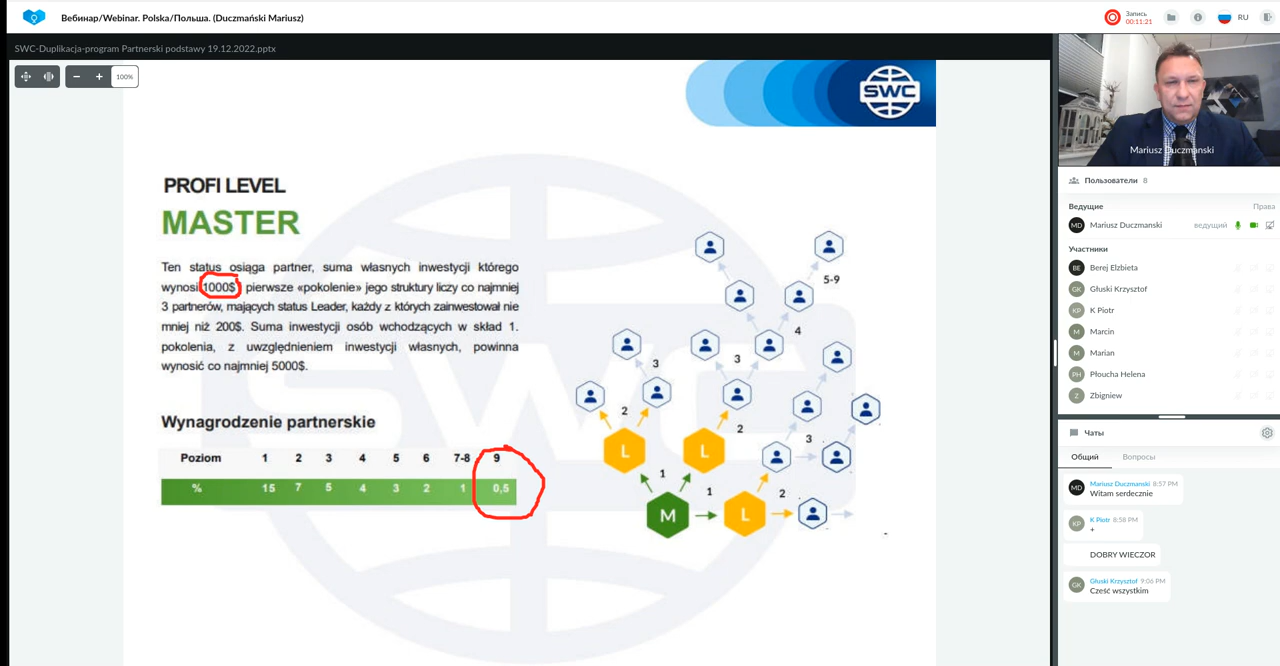 Вебинар/Webinar. Polska/Польша. (Duczmański Mariusz)
Запись
00:11:21
RU
SWC-Duplikacja-program Partnerski podstawy 19.12.2022.pptx
100%
SWC
PROFI LEVEL
MASTER
Ten status osiąga partner, suma własnych inwestycji którego
wynosi 1000$, pierwsze «pokolenie» jego struktury liczy co najmniej
3 partnerów, mających status Leader, każdy z których zainwestował nie
mniej niż 200$. Suma inwestycji osób wchodzących w skład 1.
pokolenia, z uwzględnieniem inwestycji własnych, powinna
wynosić co najmniej 5000$.
Wynagrodzenie partnerskie
Poziom 1 2 3 4 5 6 7-8 9
% 15 7 5 4 3 2 1 0,5
5-9
4
3
3
2
2
3
L
L
1
1
2
M
L
SWC
Mariusz Duczmanski
Пользователи 8
Ведущие Права
MD Mariusz Duczmanski ведущий
Участники
BE Berej Elzbieta
GK Głuski Krzysztof
KP K Piotr
M Marcin
M Marian
PH Płoucha Helena
Z Zbigniew
Чаты
Общий Вопросы
MD Mariusz Duczmanski 8:57 PM
Witam serdecznie
KP K Piotr 8:58 PM
+
DOBRY WIECZOR
GK Głuski Krzysztof 9:06 PM
Cześć wszystkim